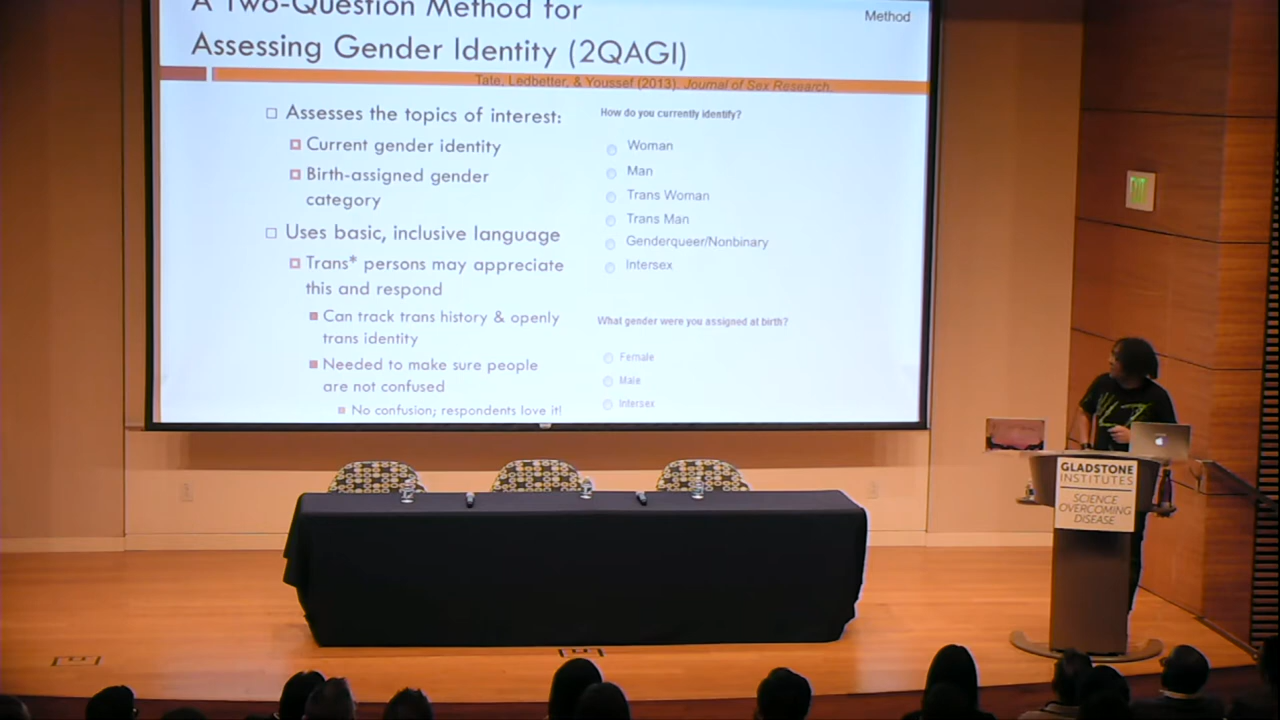 A Two-Question Method for
Assessing Gender Identity (2QAGI)
Method
Tate, Ledbetter, & Youssef (2013). Journal of Sex Research.
Assesses the topics of interest:
Current gender identity
Birth-assigned gender
category
Uses basic, inclusive language
Trans* persons may appreciate
this and respond
Can track trans history & openly
trans identity
Needed to make sure people
are not confused
No confusion; respondents love it!
How do you currently identify?
Woman
Man
Trans Woman
Trans Man
Genderqueer/Nonbinary
Intersex
What gender were you assigned at birth?
Female
Male
Intersex
GLADSTONE
INSTITUTES
SCIENCE
OVERCOMING
DISEASE